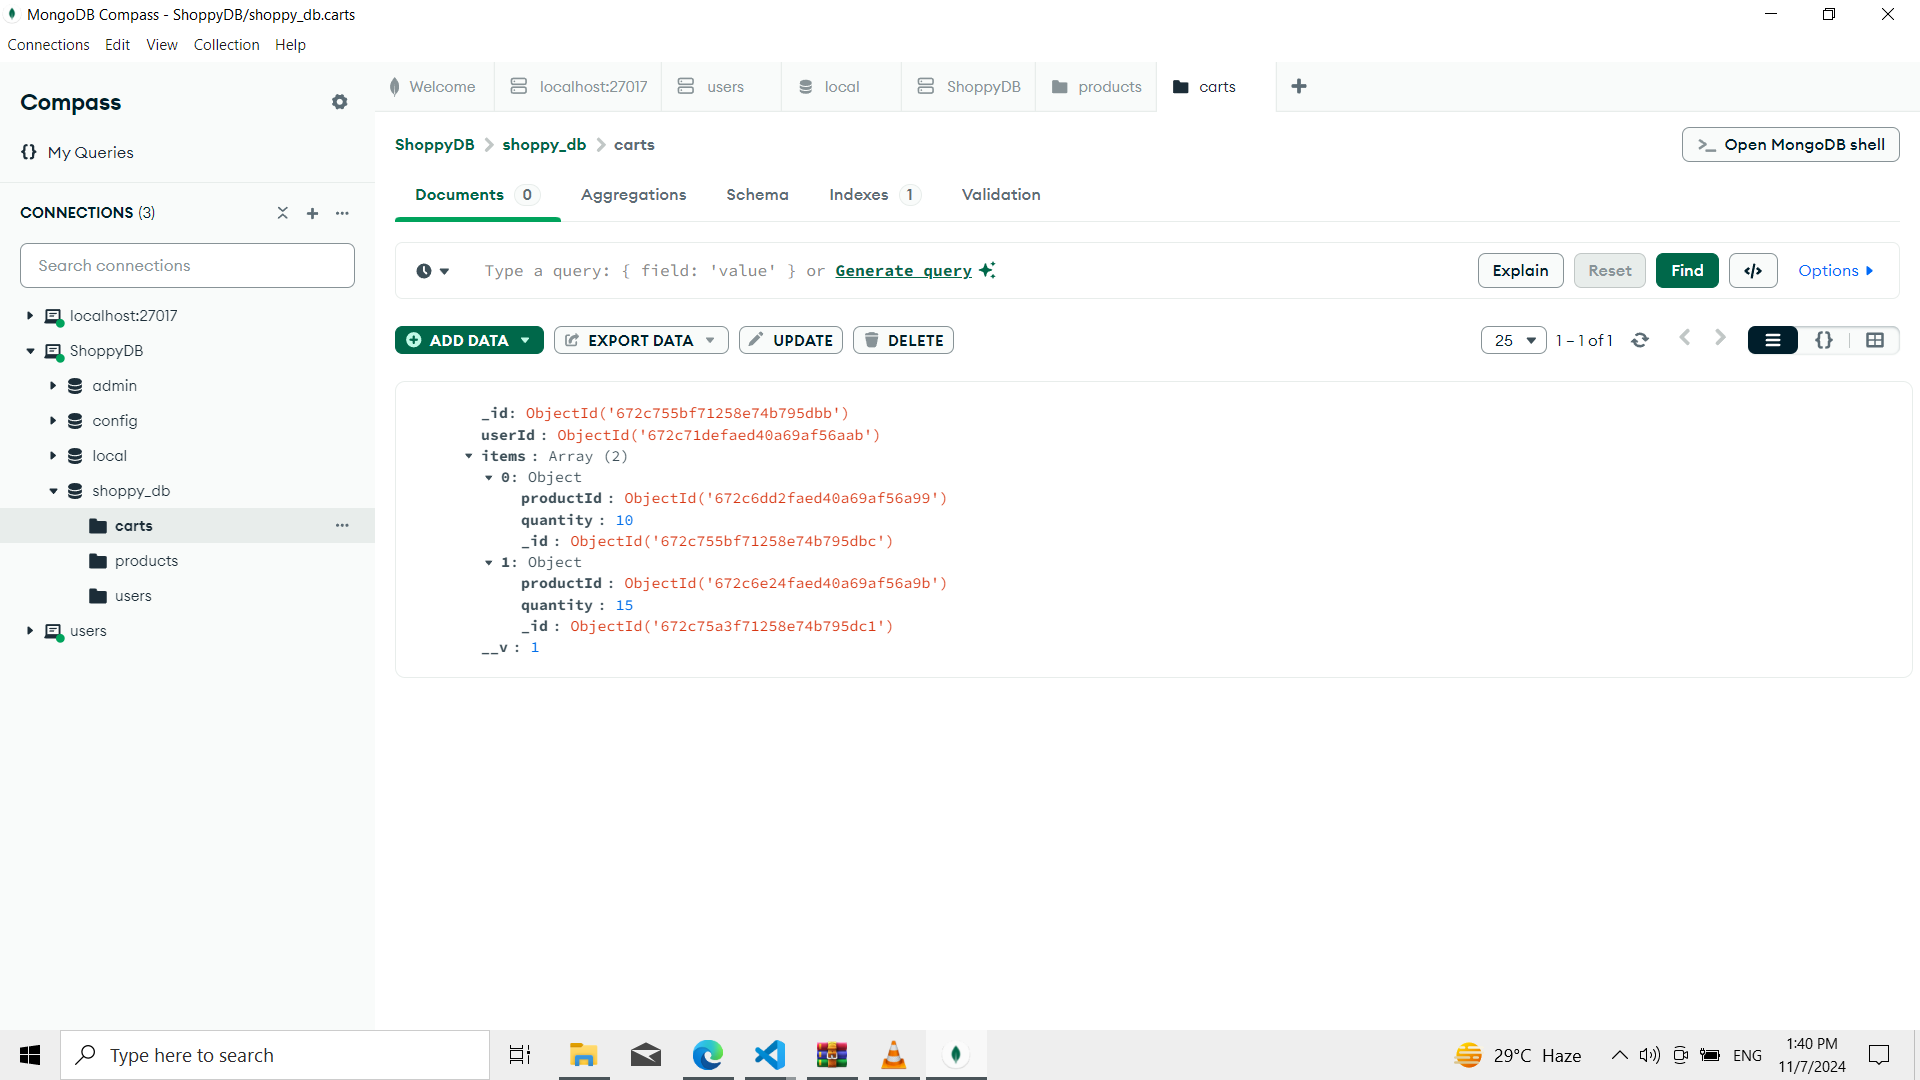 MongoDB Compass - ShoppyDB/shoppy_db.carts
Connections Edit View Collection Help
Compass
Welcome localhost:27017 users local ShoppyDB products carts
{} My Queries
ShoppyDB shoppy_db carts
>_ Open MongoDB shell
Documents 0 Aggregations Schema Indexes 1 Validation
CONNECTIONS (3)
Search connections
Type a query: { field: 'value' } or Generate query
Explain Reset Find </> Options
localhost:27017
ShoppyDB
admin
config
local
shoppy_db
carts
products
users
users
ADD DATA EXPORT DATA UPDATE DELETE
25 1 – 1 of 1 {}
_id: ObjectId('672c755bf71258e74b795dbb')
userId : ObjectId('672c71defaed40a69af56aab')
items : Array (2)
0: Object
productId : ObjectId('672c6dd2faed40a69af56a99')
quantity : 10
_id : ObjectId('672c755bf71258e74b795dbc')
1: Object
productId : ObjectId('672c6e24faed40a69af56a9b')
quantity : 15
_id : ObjectId('672c75a3f71258e74b795dc1')
__v : 1
Type here to search
29°C Haze
ENG
1:40 PM
11/7/2024